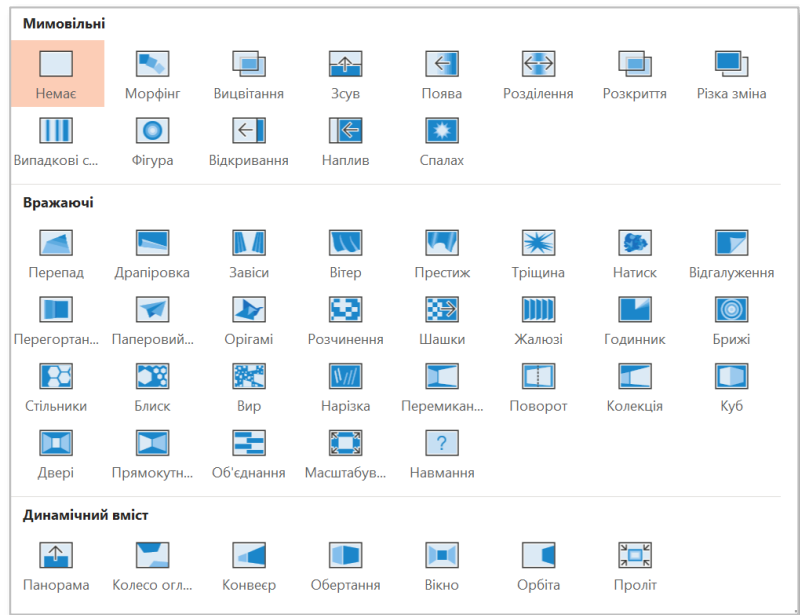 Мимовільні
Немає Морфінг Вицвітання Зсув Поява Розділення Розкриття Різка зміна
Випадкові с... Фігура Відкривання Наплив Спалах
Вражаючі
Перепад Драпіровка Завіси Вітер Престиж Тріщина Натиск Відгалуження
Перегортан... Паперовий... Орігамі Розчинення Шашки Жалюзі Годинник Брижі
Стільники Блиск Вир Нарізка Перемикан... Поворот Колекція Куб
Двері Прямокутн... Об'єднання Масштабув... ? Навмання
Динамічний вміст
Панорама Колесо огл... Конвеєр Обертання Вікно Орбіта Проліт